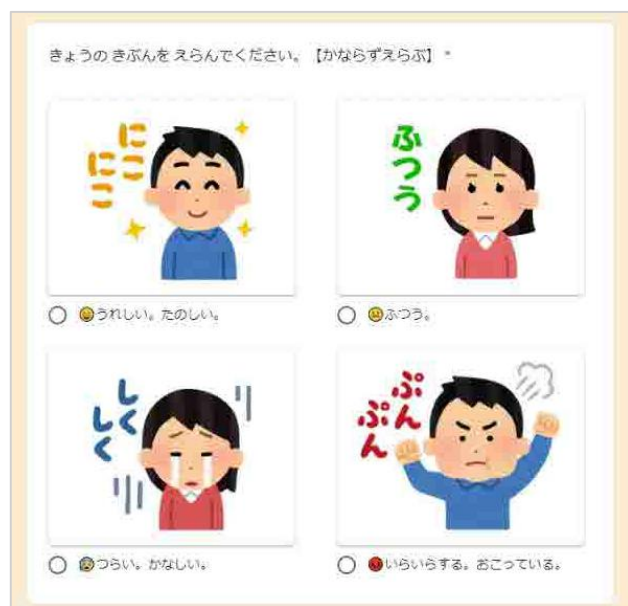 きょうの きぶんを えらんでください。【かならずえらぶ】 *
にこ
にこ
ふつう
😀うれしい。たのしい。
😐ふつう。
しく
しく
ぷん
ぷん
😨つらい。かなしい。
😡いらいらする。おこっている。